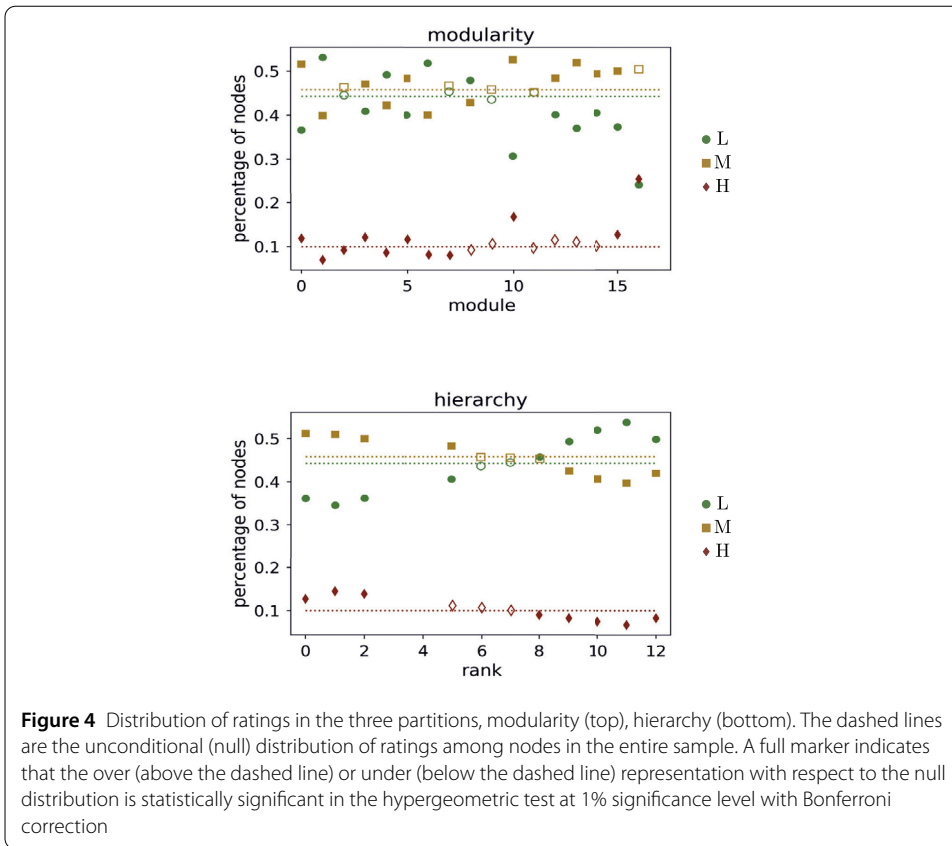 modularity
percentage of nodes
0.5
0.4
0.3
0.2
0.1
0 5 10 15
module
L
M
H
hierarchy
percentage of nodes
0.5
0.4
0.3
0.2
0.1
0 2 4 6 8 10 12
rank
L
M
H
Figure 4 Distribution of ratings in the three partitions, modularity (top), hierarchy (bottom). The dashed lines
are the unconditional (null) distribution of ratings among nodes in the entire sample. A full marker indicates
that the over (above the dashed line) or under (below the dashed line) representation with respect to the null
distribution is statistically significant in the hypergeometric test at 1% significance level with Bonferroni
correction